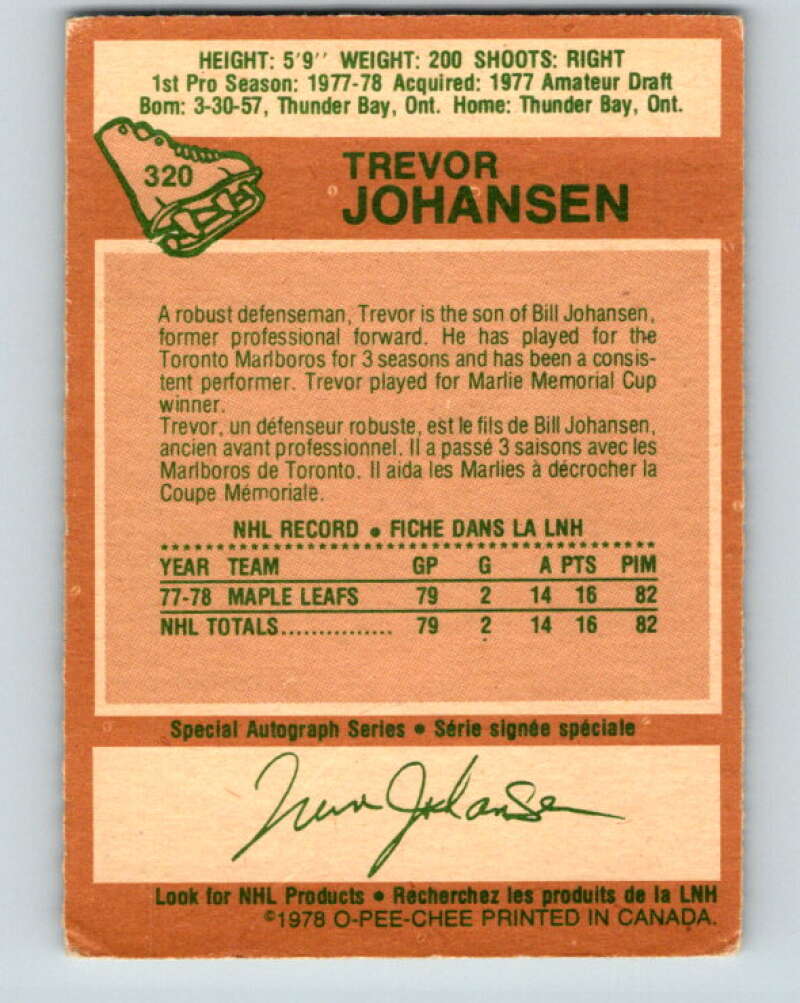 HEIGHT: 5'9'' WEIGHT: 200 SHOOTS: RIGHT
1st Pro Season: 1977-78 Acquired: 1977 Amateur Draft
Born: 3-30-57, Thunder Bay, Ont. Home: Thunder Bay, Ont.
320
TREVOR
JOHANSEN
A robust defenseman, Trevor is the son of Bill Johansen,
former professional forward. He has played for the
Toronto Marlboros for 3 seasons and has been a consis-
tent performer. Trevor played for Marlie Memorial Cup
winner.
Trevor, un défenseur robuste, est le fils de Bill Johansen,
ancien avant professionnel. Il a passé 3 saisons avec les
Marlboros de Toronto. Il aida les Marlies à décrocher la
Coupe Mémoriale.
NHL RECORD • FICHE DANS LA LNH
YEAR TEAM GP G A PTS PIM
77-78 MAPLE LEAFS 79 2 14 16 82
NHL TOTALS............... 79 2 14 16 82
Special Autograph Series • Série signée spéciale
Trevor Johansen
Look for NHL Products • Recherchez les produits de la LNH
©1978 O-PEE-CHEE PRINTED IN CANADA.